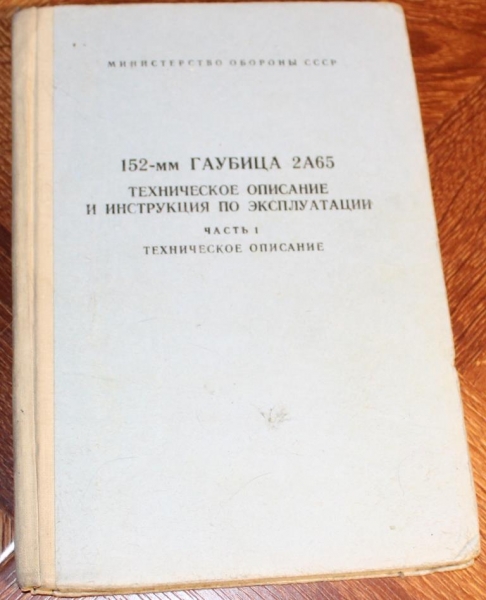 МИНИСТЕРСТВО ОБОРОНЫ СССР
152-мм ГАУБИЦА 2А65
ТЕХНИЧЕСКОЕ ОПИСАНИЕ
И ИНСТРУКЦИЯ ПО ЭКСПЛУАТАЦИИ
ЧАСТЬ 1
ТЕХНИЧЕСКОЕ ОПИСАНИЕ